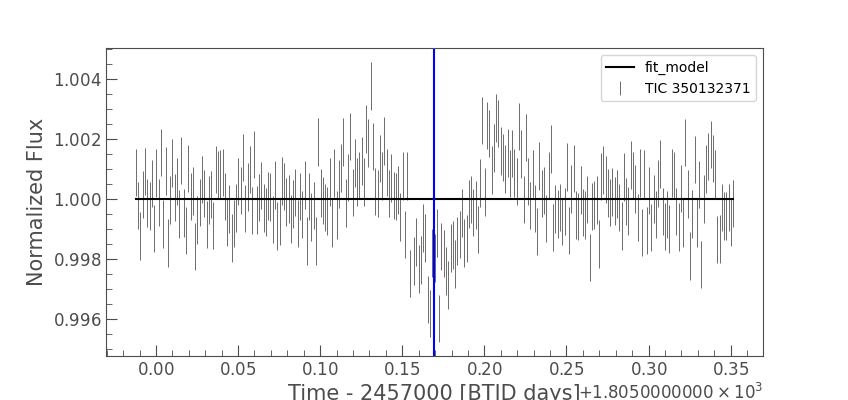 fit_model
TIC 350132371
Normalized Flux
1.004
1.002
1.000
0.998
0.996
0.00 0.05 0.10 0.15 0.20 0.25 0.30 0.35
Time - 2457000 [BTJD days] +1.8050000000 × 10³